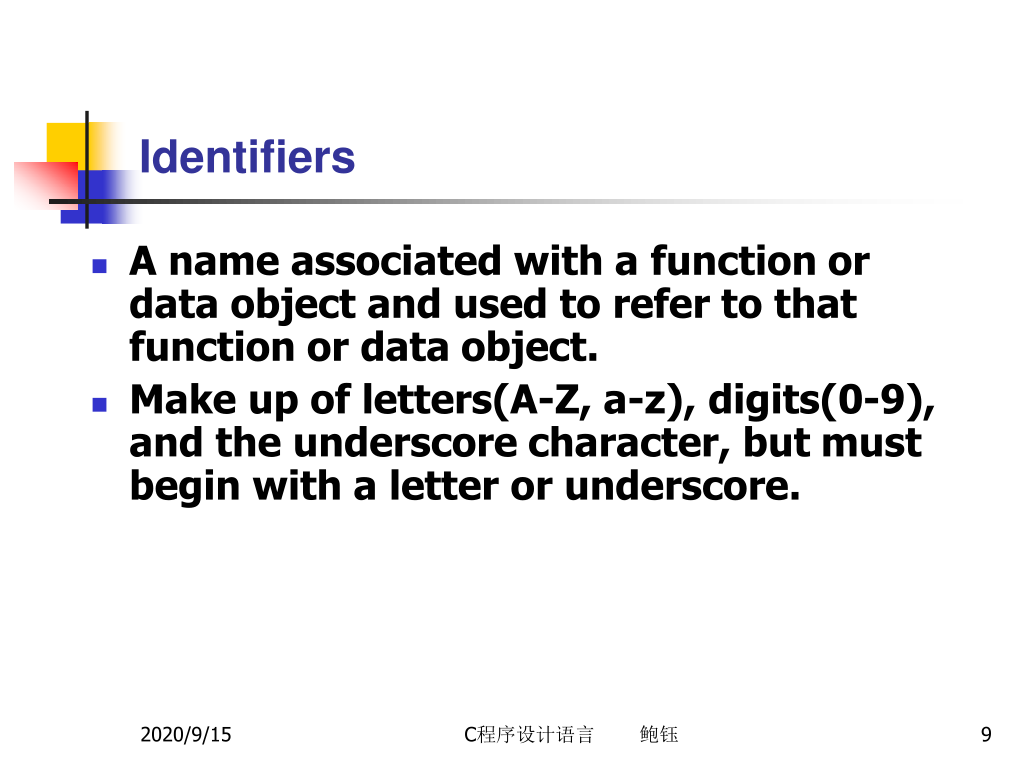 Identifiers
A name associated with a function or
data object and used to refer to that
function or data object.
Make up of letters(A-Z, a-z), digits(0-9),
and the underscore character, but must
begin with a letter or underscore.
2020/9/15 C程序设计语言 鲍钰 9